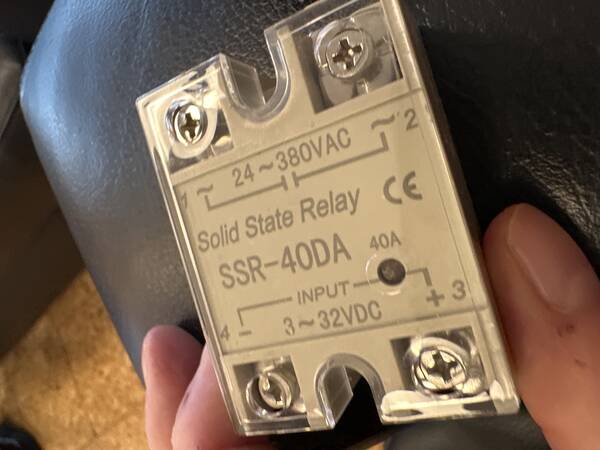 24~380VAC
1 ~ ~ 2
Solid State Relay CE
SSR-40DA 40A
INPUT
4 - + 3
3~32VDC